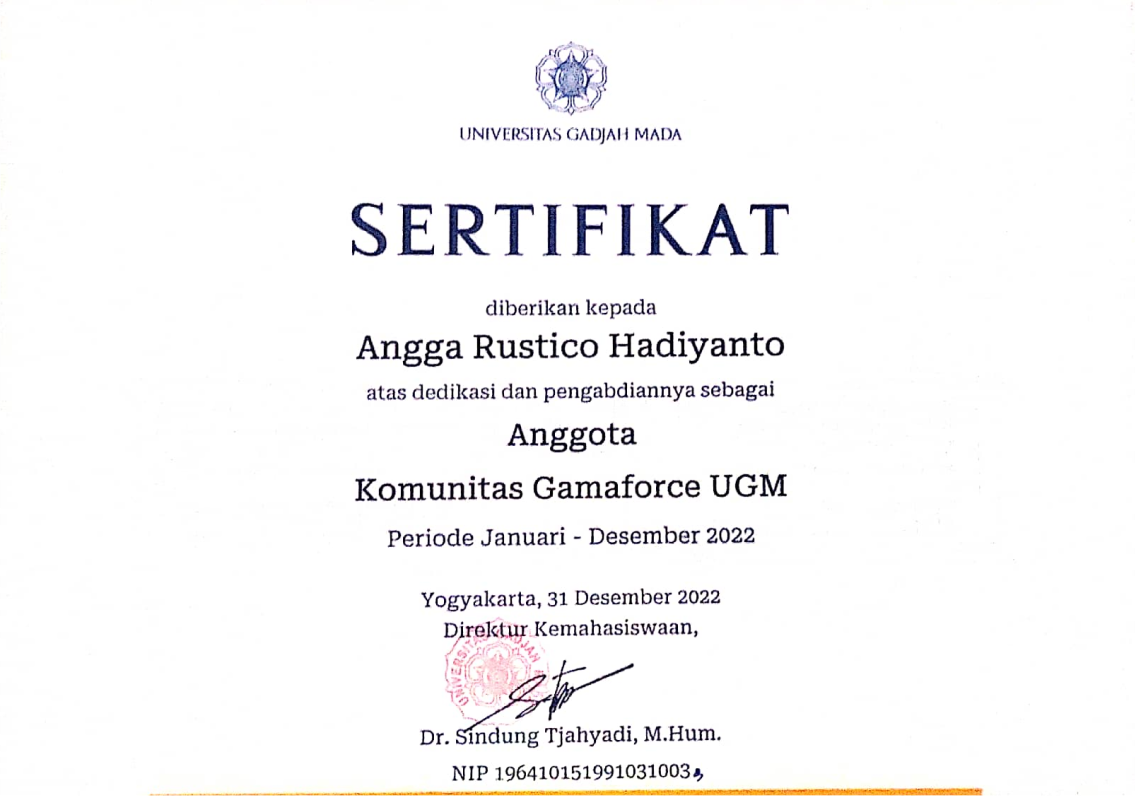 UNIVERSITAS GADJAH MADA
SERTIFIKAT
diberikan kepada
Angga Rustico Hadiyanto
atas dedikasi dan pengabdiannya sebagai
Anggota
Komunitas Gamaforce UGM
Periode Januari - Desember 2022
Yogyakarta, 31 Desember 2022
Direktur Kemahasiswaan,
UNIVERSITAS GADJAH
Dr. Sindung Tjahyadi, M.Hum.
NIP 196410151991031003